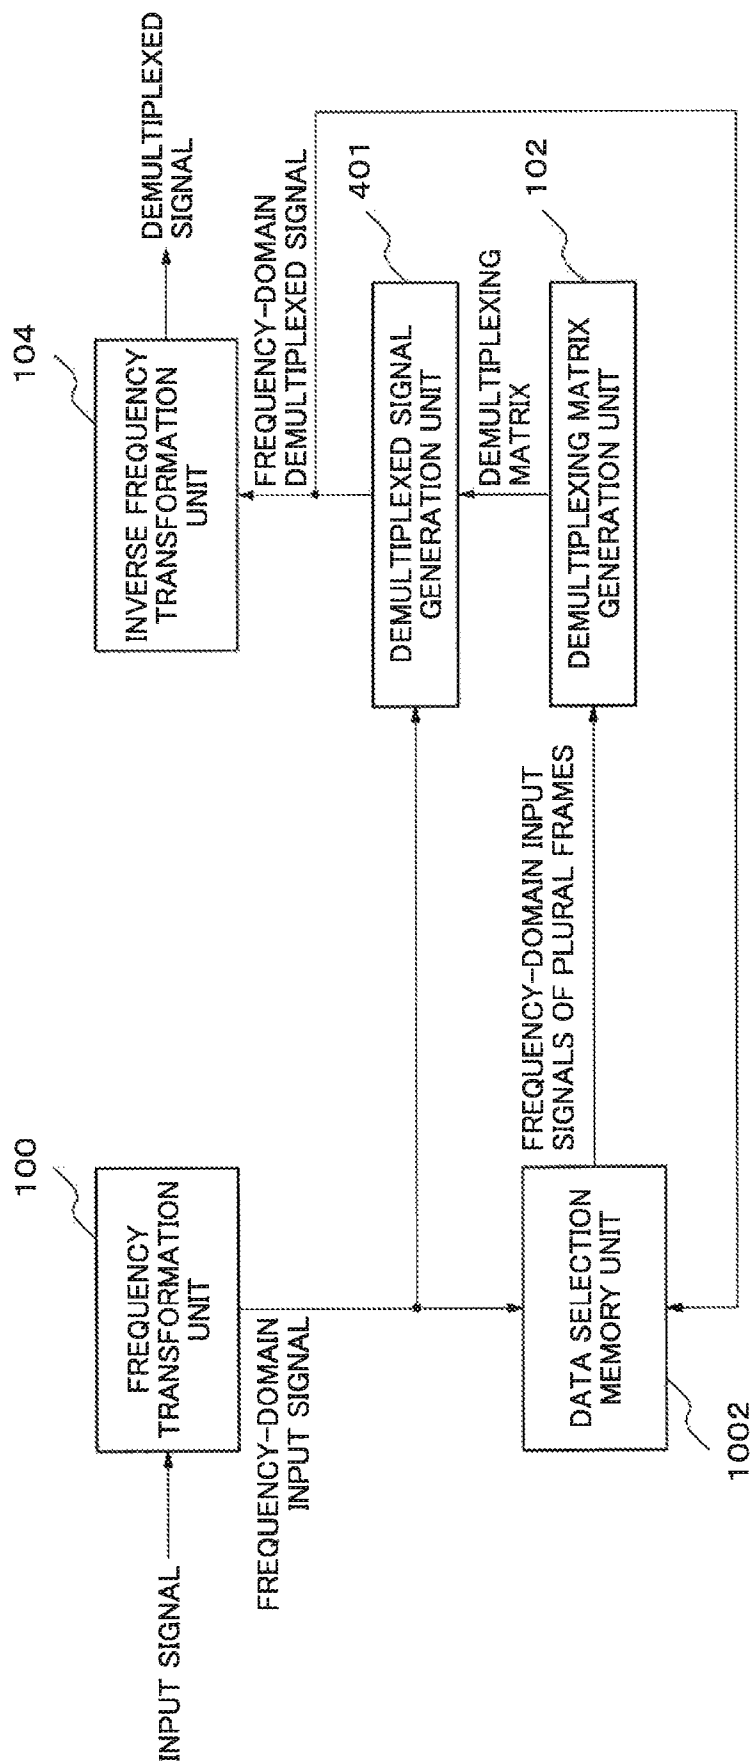 INPUT SIGNAL
100
FREQUENCY
TRANSFORMATION
UNIT
FREQUENCY-DOMAIN
INPUT SIGNAL
DATA SELECTION
MEMORY UNIT
1002
FREQUENCY-DOMAIN INPUT
SIGNALS OF PLURAL FRAMES
104
INVERSE FREQUENCY
TRANSFORMATION
UNIT
DEMULTIPLEXED
SIGNAL
FREQUENCY-DOMAIN
DEMULTIPLEXED SIGNAL
401
DEMULTIPLEXED SIGNAL
GENERATION UNIT
DEMULTIPLEXING
MATRIX
102
DEMULTIPLEXING MATRIX
GENERATION UNIT